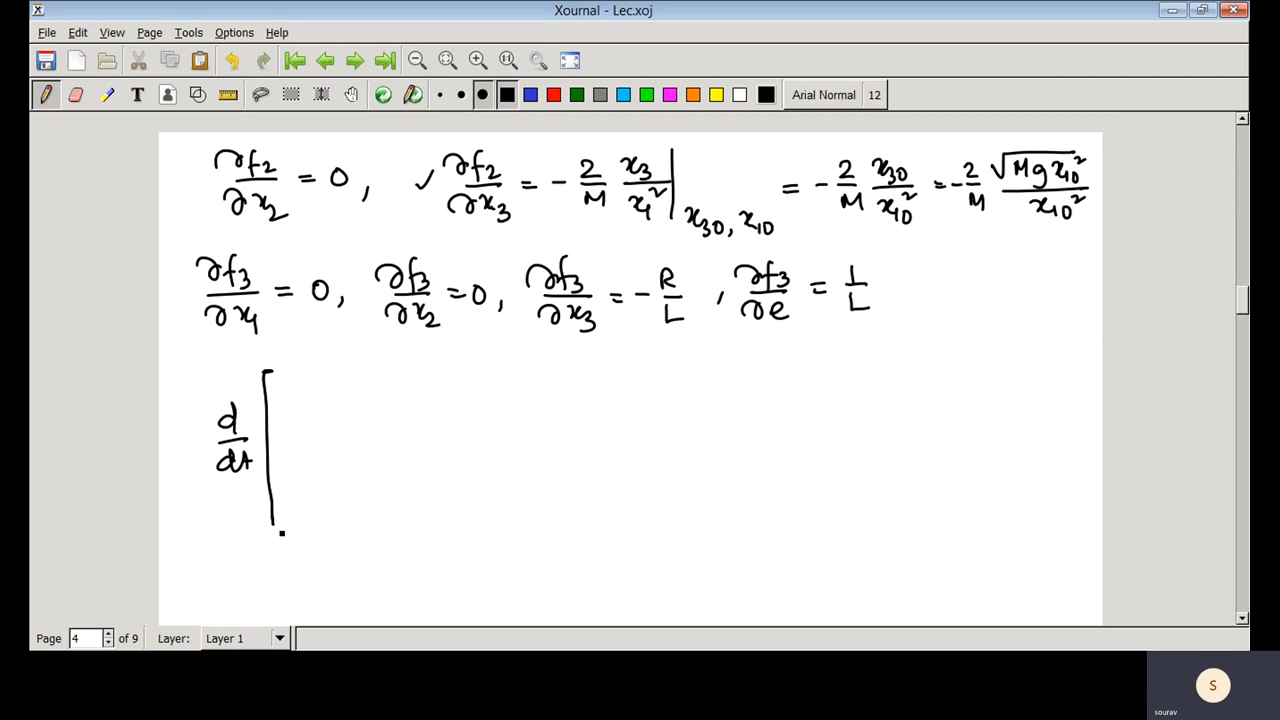 Xournal - Lec.xoj
File Edit View Page Tools Options Help
Arial Normal 12
∂f₂/∂x₂ = 0, ✓ ∂f₂/∂x₃ = - 2/M x₃/x₁² | x₃₀, x₁₀ = - 2/M x₃₀/x₁₀² = - 2/M √(Mg x₁₀²)/x₁₀²
∂f₃/∂x₁ = 0, ∂f₃/∂x₂ = 0, ∂f₃/∂x₃ = - R/L , ∂f₃/∂e = 1/L
d/dt [
Page 4 of 9 Layer: Layer 1
S
sourav